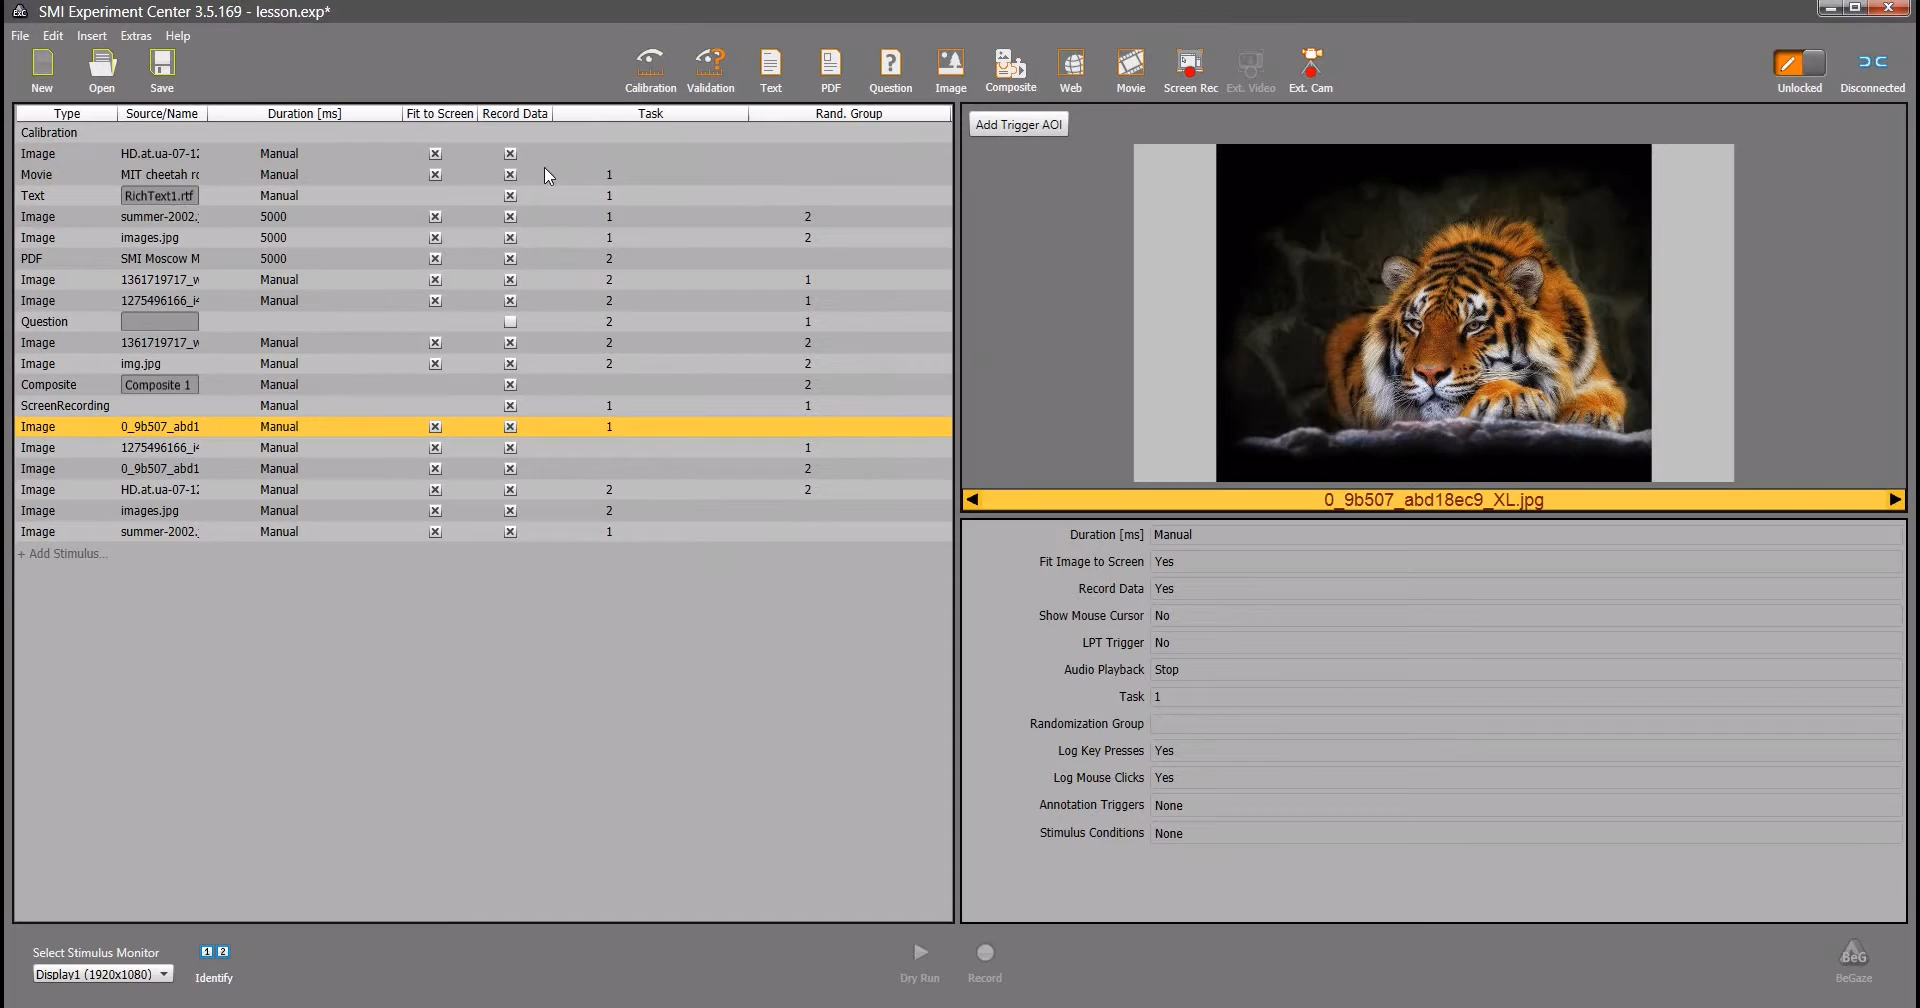 SMI Experiment Center 3.5.169 - lesson.exp*
File Edit Insert Extras Help
New Open Save Calibration Validation Text PDF Question Image Composite Web Movie Screen Rec Ext. Video Ext. Cam Unlocked Disconnected
Type Source/Name Duration [ms] Fit to Screen Record Data Task Rand. Group
Calibration
Image HD.at.ua-07-12 Manual
Movie MIT cheetah ro Manual 1
Text RichText1.rtf Manual 1
Image summer-2002. 5000 1 2
Image images.jpg 5000 1 2
PDF SMI Moscow M 5000 2
Image 1361719717_w Manual 2 1
Image 1275496166_i4 Manual 2 1
Question 2 1
Image 1361719717_w Manual 2 2
Image img.jpg Manual 2 2
Composite Composite 1 Manual 2
ScreenRecording Manual 1 1
Image 0_9b507_abd1 Manual 1
Image 1275496166_i4 Manual 1
Image 0_9b507_abd1 Manual 2
Image HD.at.ua-07-12 Manual 2 2
Image images.jpg Manual 2
Image summer-2002. Manual 1
+ Add Stimulus...
Add Trigger AOI
0_9b507_abd18ec9_XL.jpg
Duration [ms] Manual
Fit Image to Screen Yes
Record Data Yes
Show Mouse Cursor No
LPT Trigger No
Audio Playback Stop
Task 1
Randomization Group
Log Key Presses Yes
Log Mouse Clicks Yes
Annotation Triggers None
Stimulus Conditions None
Select Stimulus Monitor
Display1 (1920x1080)
1 2
Identify
Dry Run
Record
BeG
BeGaze